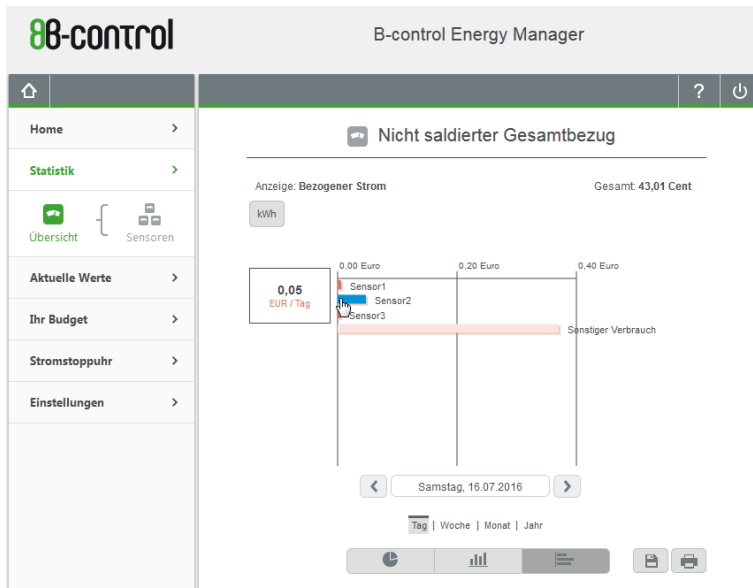 B-control
B-control Energy Manager
?
Home
Statistik
Übersicht
Sensoren
Aktuelle Werte
Ihr Budget
Stromstoppuhr
Einstellungen
Nicht saldierter Gesamtbezug
Anzeige: Bezogener Strom
Gesamt: 43,01 Cent
kWh
0,00 Euro
0,20 Euro
0,40 Euro
0,05
EUR / Tag
Sensor1
Sensor2
Sensor3
Sonstiger Verbrauch
Samstag, 16.07.2016
Tag | Woche | Monat | Jahr